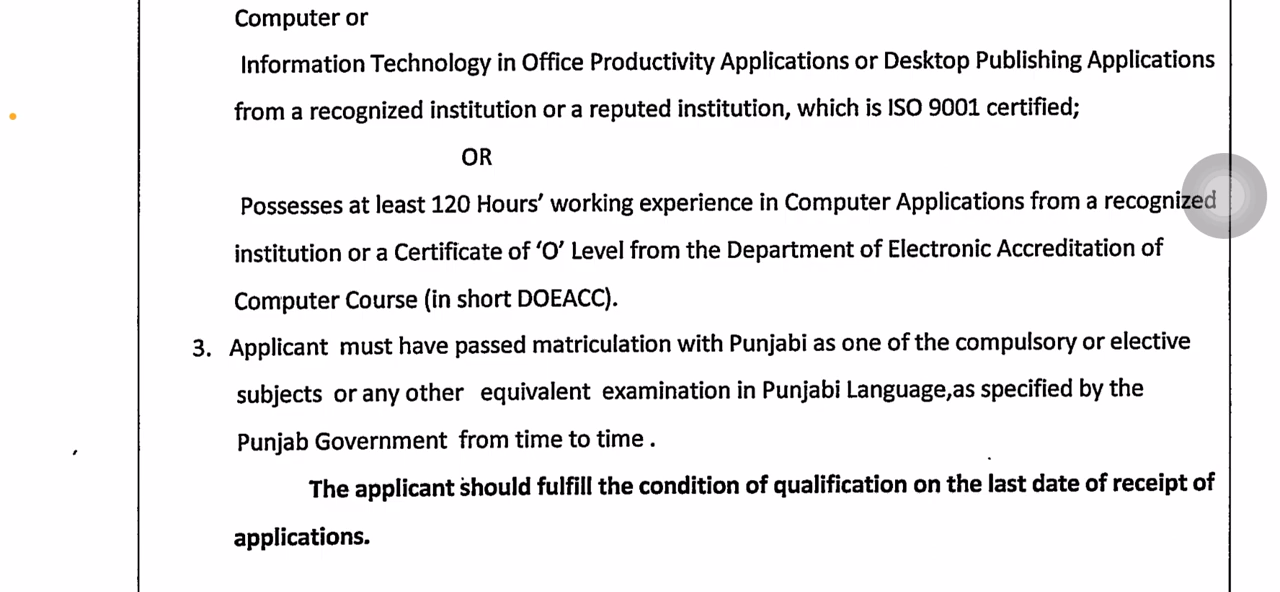 Computer or
Information Technology in Office Productivity Applications or Desktop Publishing Applications
from a recognized institution or a reputed institution, which is ISO 9001 certified;
OR
Possesses at least 120 Hours' working experience in Computer Applications from a recognized
institution or a Certificate of 'O' Level from the Department of Electronic Accreditation of
Computer Course (in short DOEACC).
3. Applicant must have passed matriculation with Punjabi as one of the compulsory or elective
subjects or any other equivalent examination in Punjabi Language,as specified by the
Punjab Government from time to time .
The applicant should fulfill the condition of qualification on the last date of receipt of
applications.